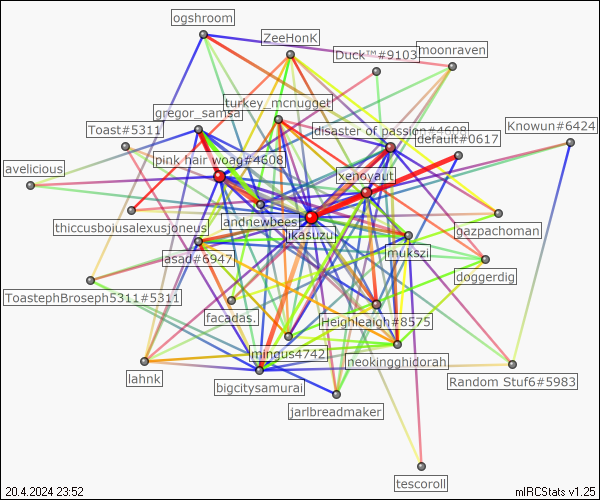 ogshroom
ZeeHonK
Duck™#9103
moonraven
turkey_mcnugget
gregor_samsa
Knowun#6424
Toast#5311
disaster of passion#4608
default#0617
pink hair woag#4608
avelicious
xenoyaut
thiccusboiusalexusjoneus
andnewbees
likasuzu
gazpachoman
mukszi
asad#6947
doggerdig
ToastephBroseph5311#5311
facadas.
Heighleaigh#8575
mingus4742
neokingghidorah
lahnk
bigcitysamurai
Random Stuf6#5983
jarlbreadmaker
tescoroll
20.4.2024 23:52
mIRCStats v1.25